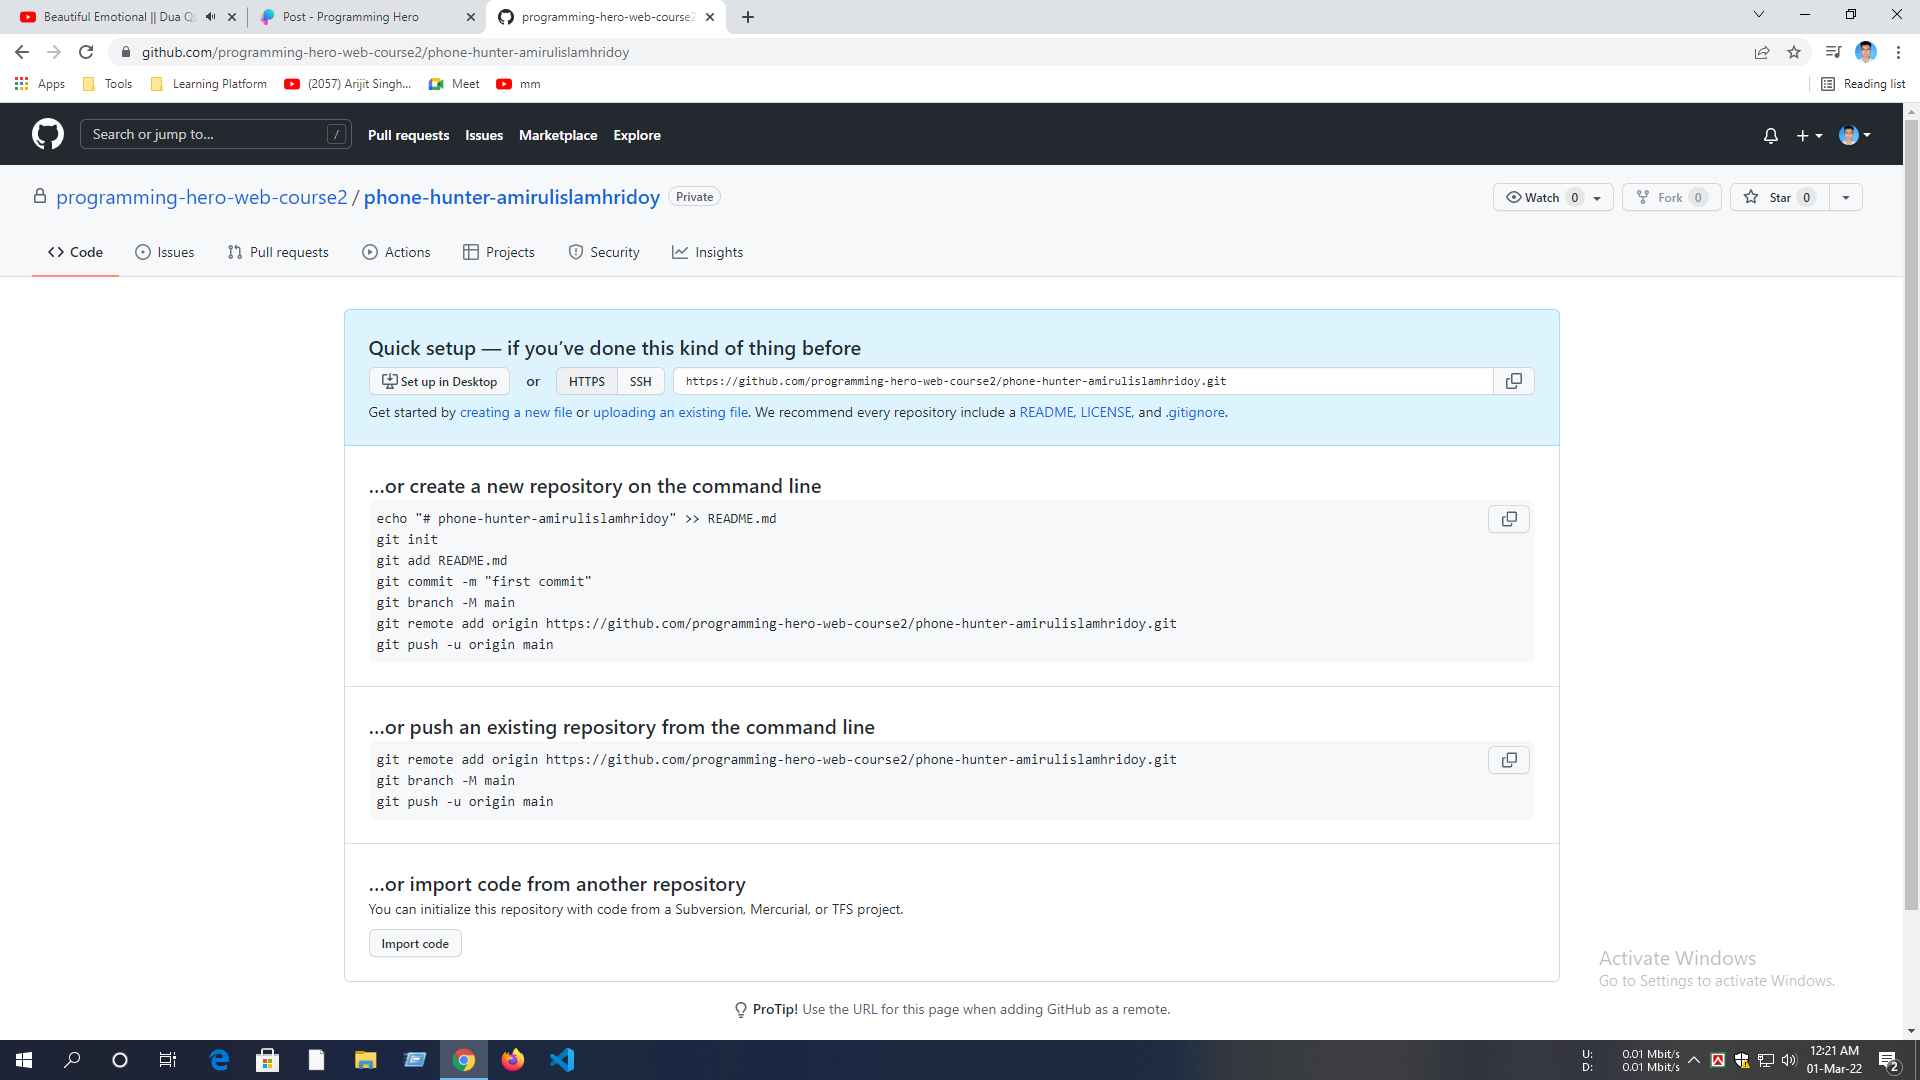 Beautiful Emotional || Dua Q
Post - Programming Hero
programming-hero-web-course2
github.com/programming-hero-web-course2/phone-hunter-amirulislamhridoy
Apps Tools Learning Platform (2057) Arijit Singh... Meet mm
Reading list
Search or jump to... /
Pull requests Issues Marketplace Explore
programming-hero-web-course2 / phone-hunter-amirulislamhridoy Private
Watch 0 Fork 0 Star 0
Code Issues Pull requests Actions Projects Security Insights
Quick setup — if you’ve done this kind of thing before
Set up in Desktop or HTTPS SSH https://github.com/programming-hero-web-course2/phone-hunter-amirulislamhridoy.git
Get started by creating a new file or uploading an existing file. We recommend every repository include a README, LICENSE, and .gitignore.
…or create a new repository on the command line
echo "# phone-hunter-amirulislamhridoy" >> README.md
git init
git add README.md
git commit -m "first commit"
git branch -M main
git remote add origin https://github.com/programming-hero-web-course2/phone-hunter-amirulislamhridoy.git
git push -u origin main
…or push an existing repository from the command line
git remote add origin https://github.com/programming-hero-web-course2/phone-hunter-amirulislamhridoy.git
git branch -M main
git push -u origin main
…or import code from another repository
You can initialize this repository with code from a Subversion, Mercurial, or TFS project.
Import code
Activate Windows
Go to Settings to activate Windows.
ProTip! Use the URL for this page when adding GitHub as a remote.
U: 0.01 Mbit/s
D: 0.01 Mbit/s
12:21 AM
01-Mar-22
2